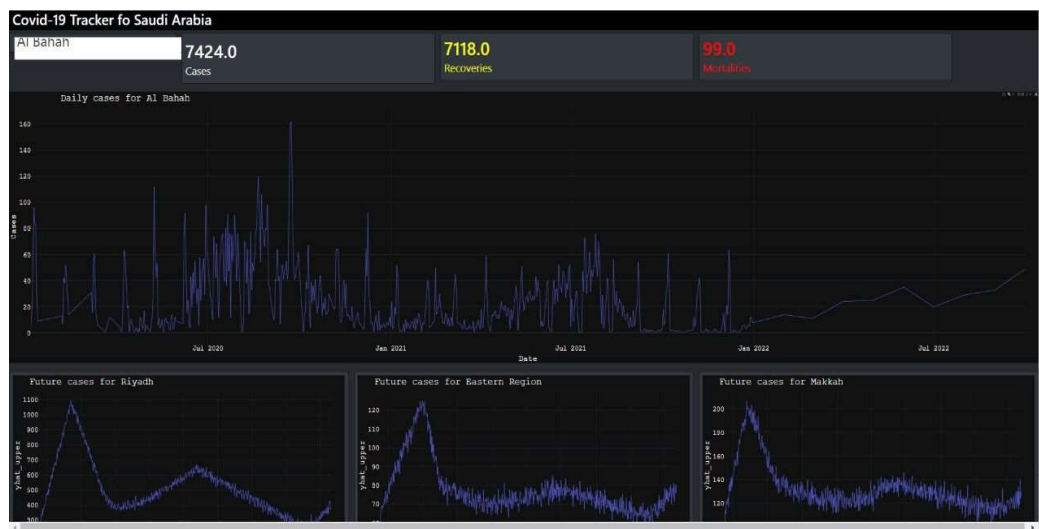 Covid-19 Tracker fo Saudi Arabia
Al Bahah
7424.0
Cases
7118.0
Recoveries
99.0
Mortalities
Daily cases for Al Bahah
160
140
120
100
80
60
40
20
0
Cases
Jul 2020
Jan 2021
Jul 2021
Jan 2022
Jul 2022
Date
Future cases for Riyadh
1100
1000
900
800
700
600
500
400
300
yhat_upper
Future cases for Eastern Region
120
110
100
90
80
70
yhat_upper
Future cases for Makkah
200
180
160
140
120
yhat_upper